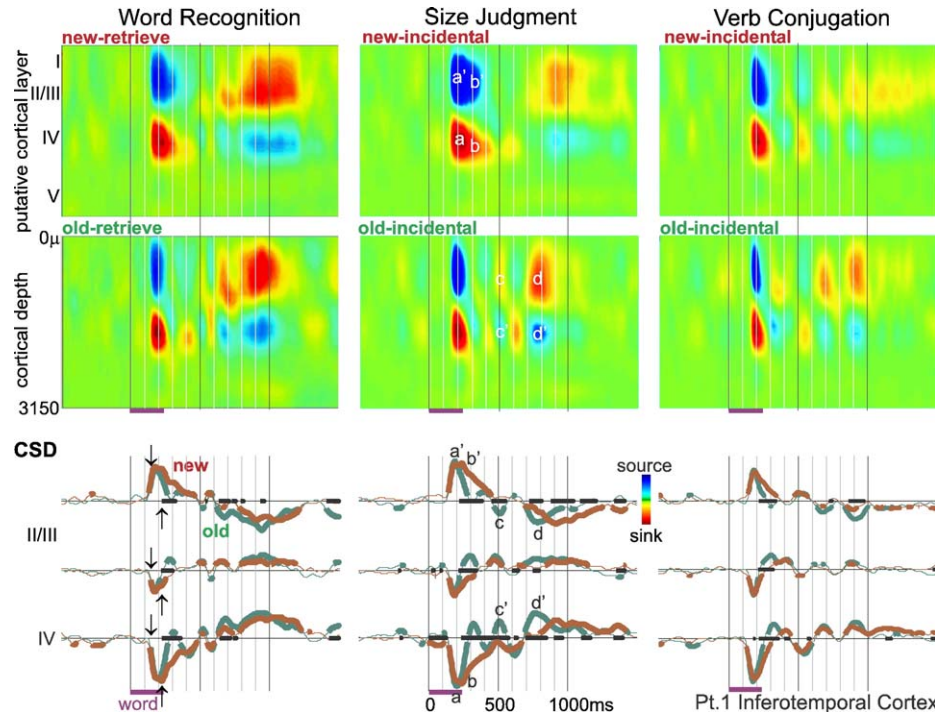 Word Recognition Size Judgment Verb Conjugation
new-retrieve new-incidental new-incidental
putative cortical layer
I
II/III
IV
V
a' b
a b
old-retrieve old-incidental old-incidental
cortical depth
0μ
3150
c d
c' d
CSD
new
old
a' b'
c d
source
sink
II/III
IV
c' d'
a b
word
0 500 1000ms
Pt.1 Inferotemporal Cortex